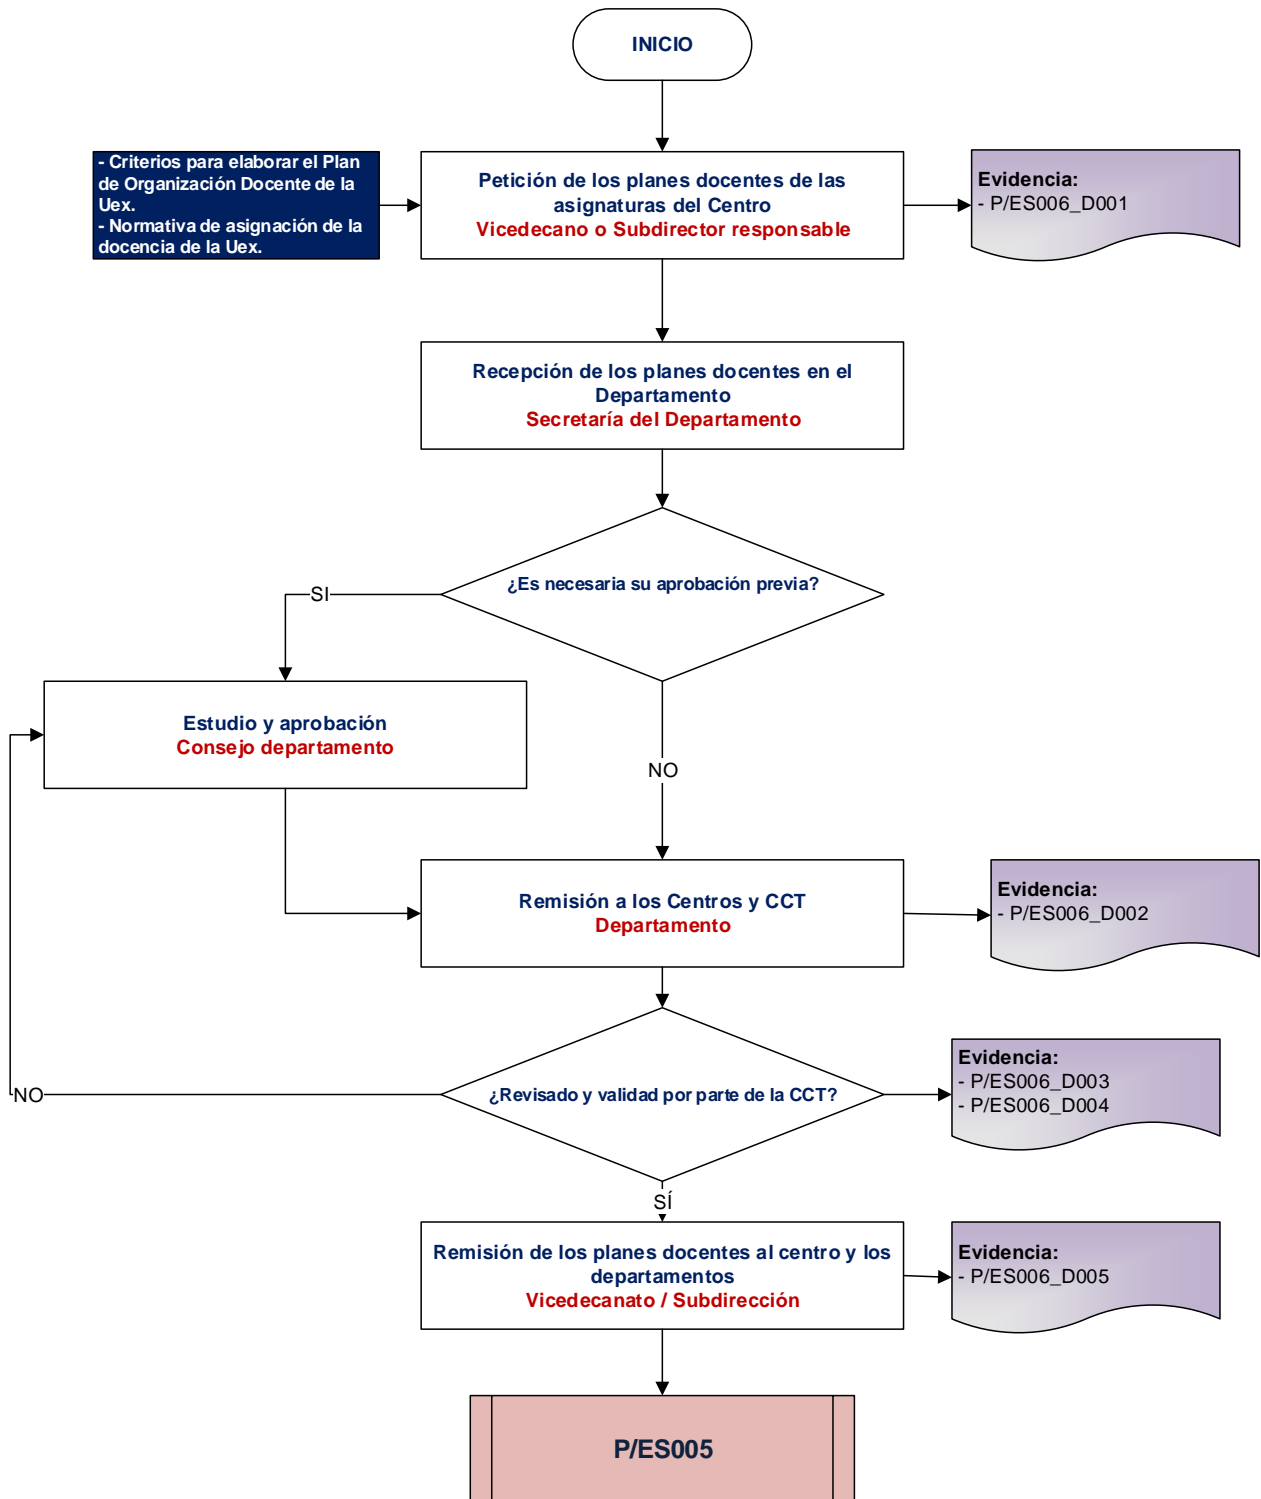 INICIO
- Criterios para elaborar el Plan
de Organización Docente de la
Uex.
- Normativa de asignación de la
docencia de la Uex.
Petición de los planes docentes de las
asignaturas del Centro
Vicedecano o Subdirector responsable
Evidencia:
- P/ES006_D001
Recepción de los planes docentes en el
Departamento
Secretaría del Departamento
¿Es necesaria su aprobación previa?
SI
Estudio y aprobación
Consejo departamento
NO
Remisión a los Centros y CCT
Departamento
Evidencia:
- P/ES006_D002
¿Revisado y validad por parte de la CCT?
NO
Evidencia:
- P/ES006_D003
- P/ES006_D004
SÍ
Remisión de los planes docentes al centro y los
departamentos
Vicedecanato / Subdirección
Evidencia:
- P/ES006_D005
P/ES005